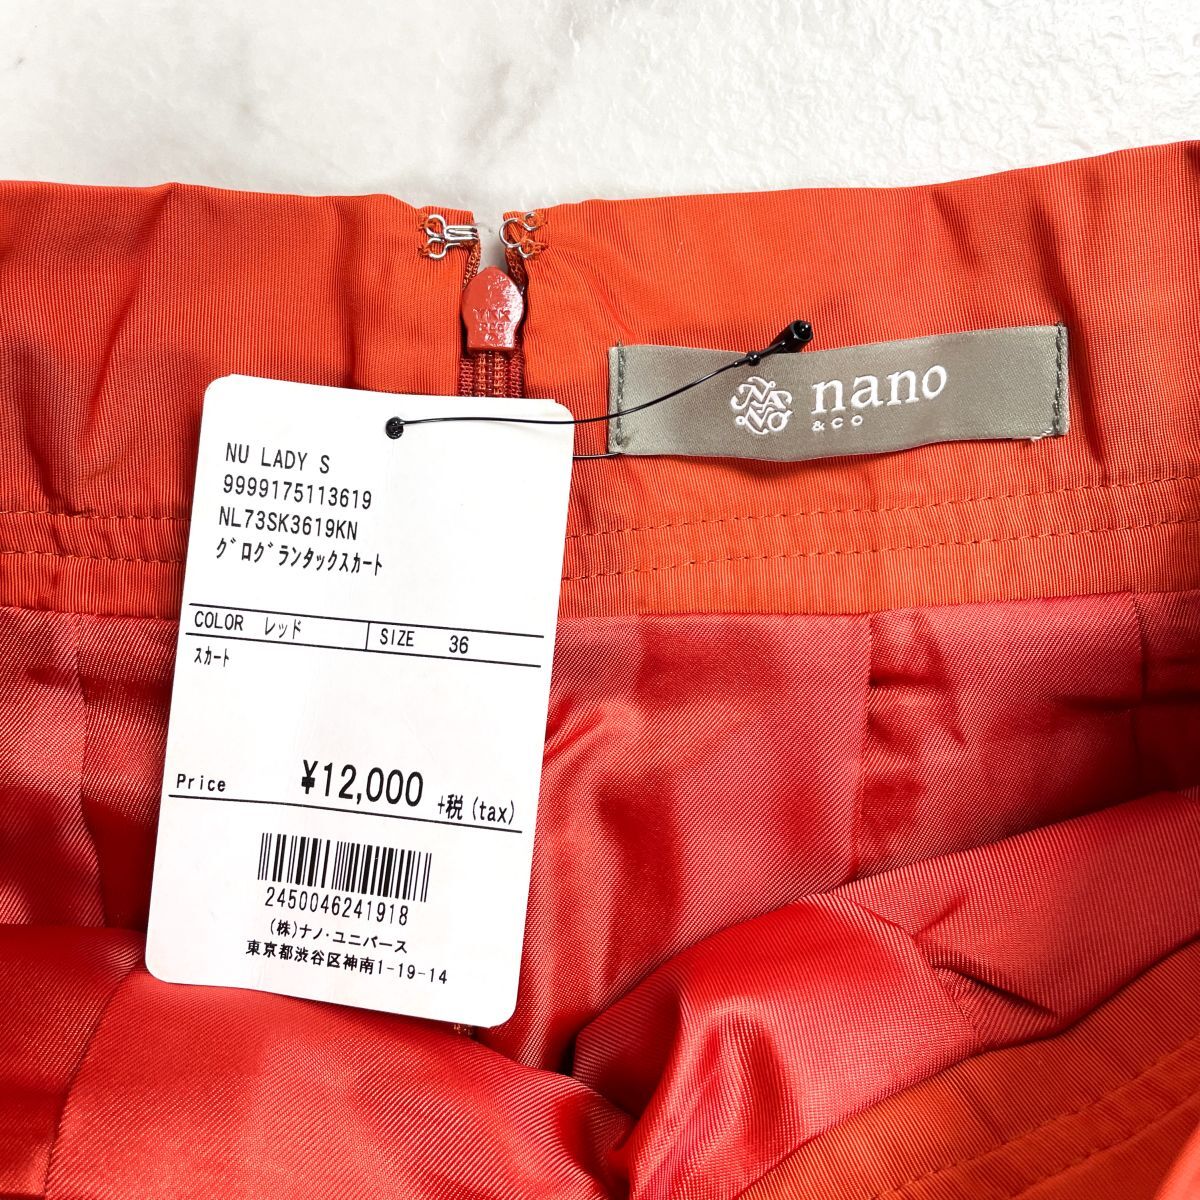 YKK
nano
& CO
NU LADY S
9999175113619
NL73SK3619KN
グログランタックスカート
COLOR レッド SIZE 36
スカート
Price ¥12,000 +税(tax)
2450046241918
(株)ナノ・ユニバース
東京都渋谷区神南1-19-14